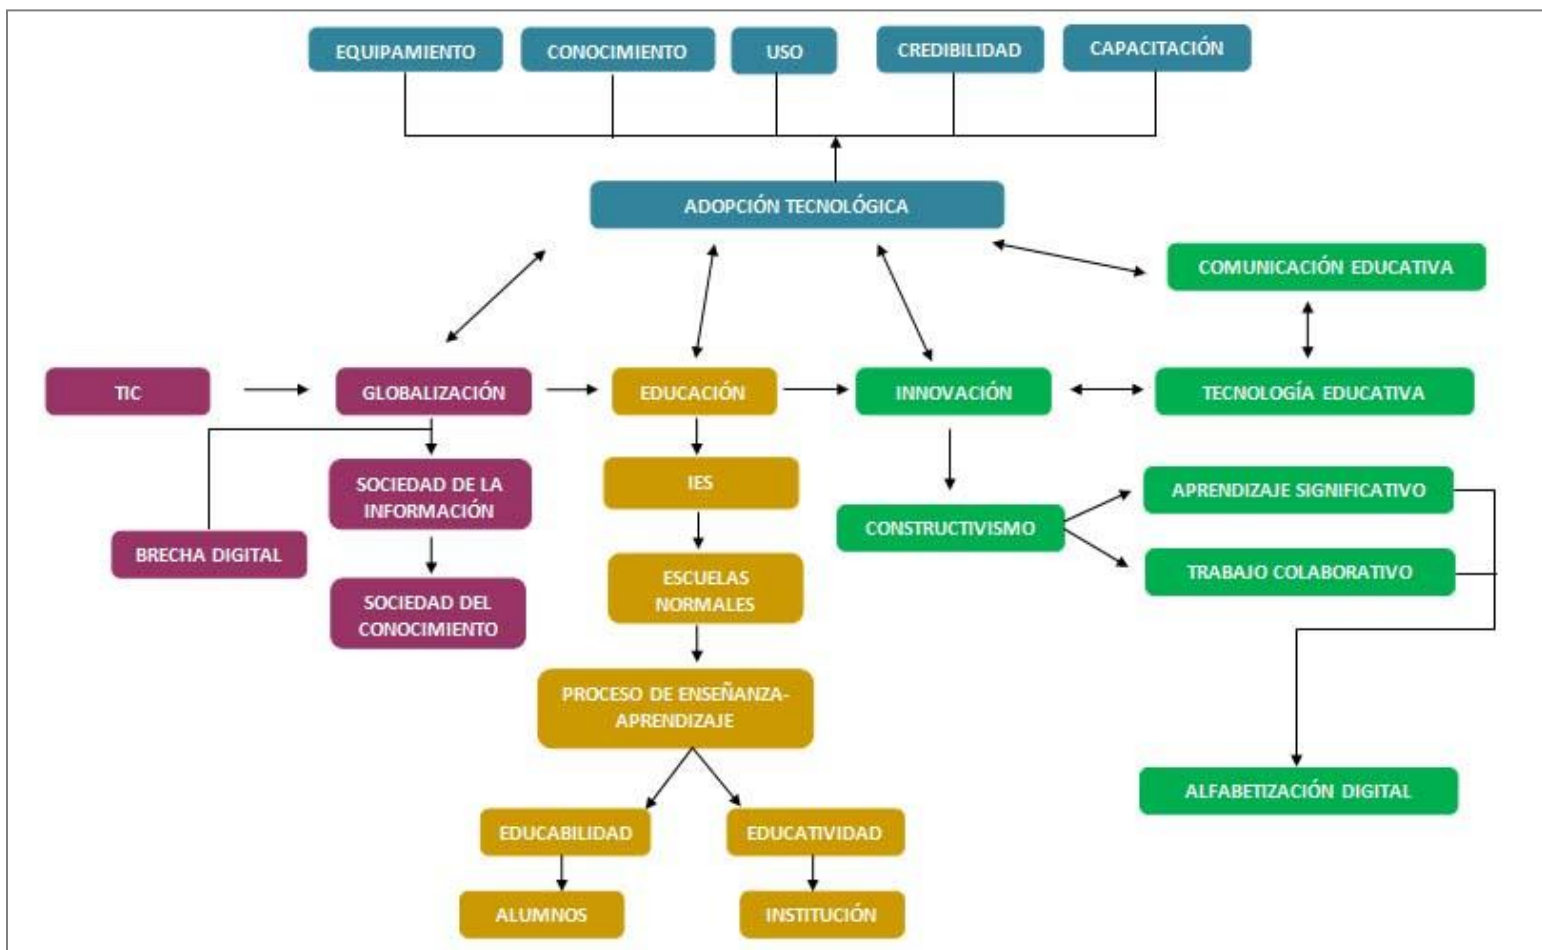 EQUIPAMIENTO
CONOCIMIENTO
USO
CREDIBILIDAD
CAPACITACIÓN
ADOPCIÓN TECNOLÓGICA
COMUNICACIÓN EDUCATIVA
TIC
GLOBALIZACIÓN
EDUCACIÓN
INNOVACIÓN
TECNOLOGÍA EDUCATIVA
SOCIEDAD DE LA
INFORMACIÓN
IES
APRENDIZAJE SIGNIFICATIVO
CONSTRUCTIVISMO
BRECHA DIGITAL
TRABAJO COLABORATIVO
ESCUELAS
NORMALES
SOCIEDAD DEL
CONOCIMIENTO
PROCESO DE ENSEÑANZA-
APRENDIZAJE
ALFABETIZACIÓN DIGITAL
EDUCABILIDAD
EDUCATIVIDAD
ALUMNOS
INSTITUCIÓN